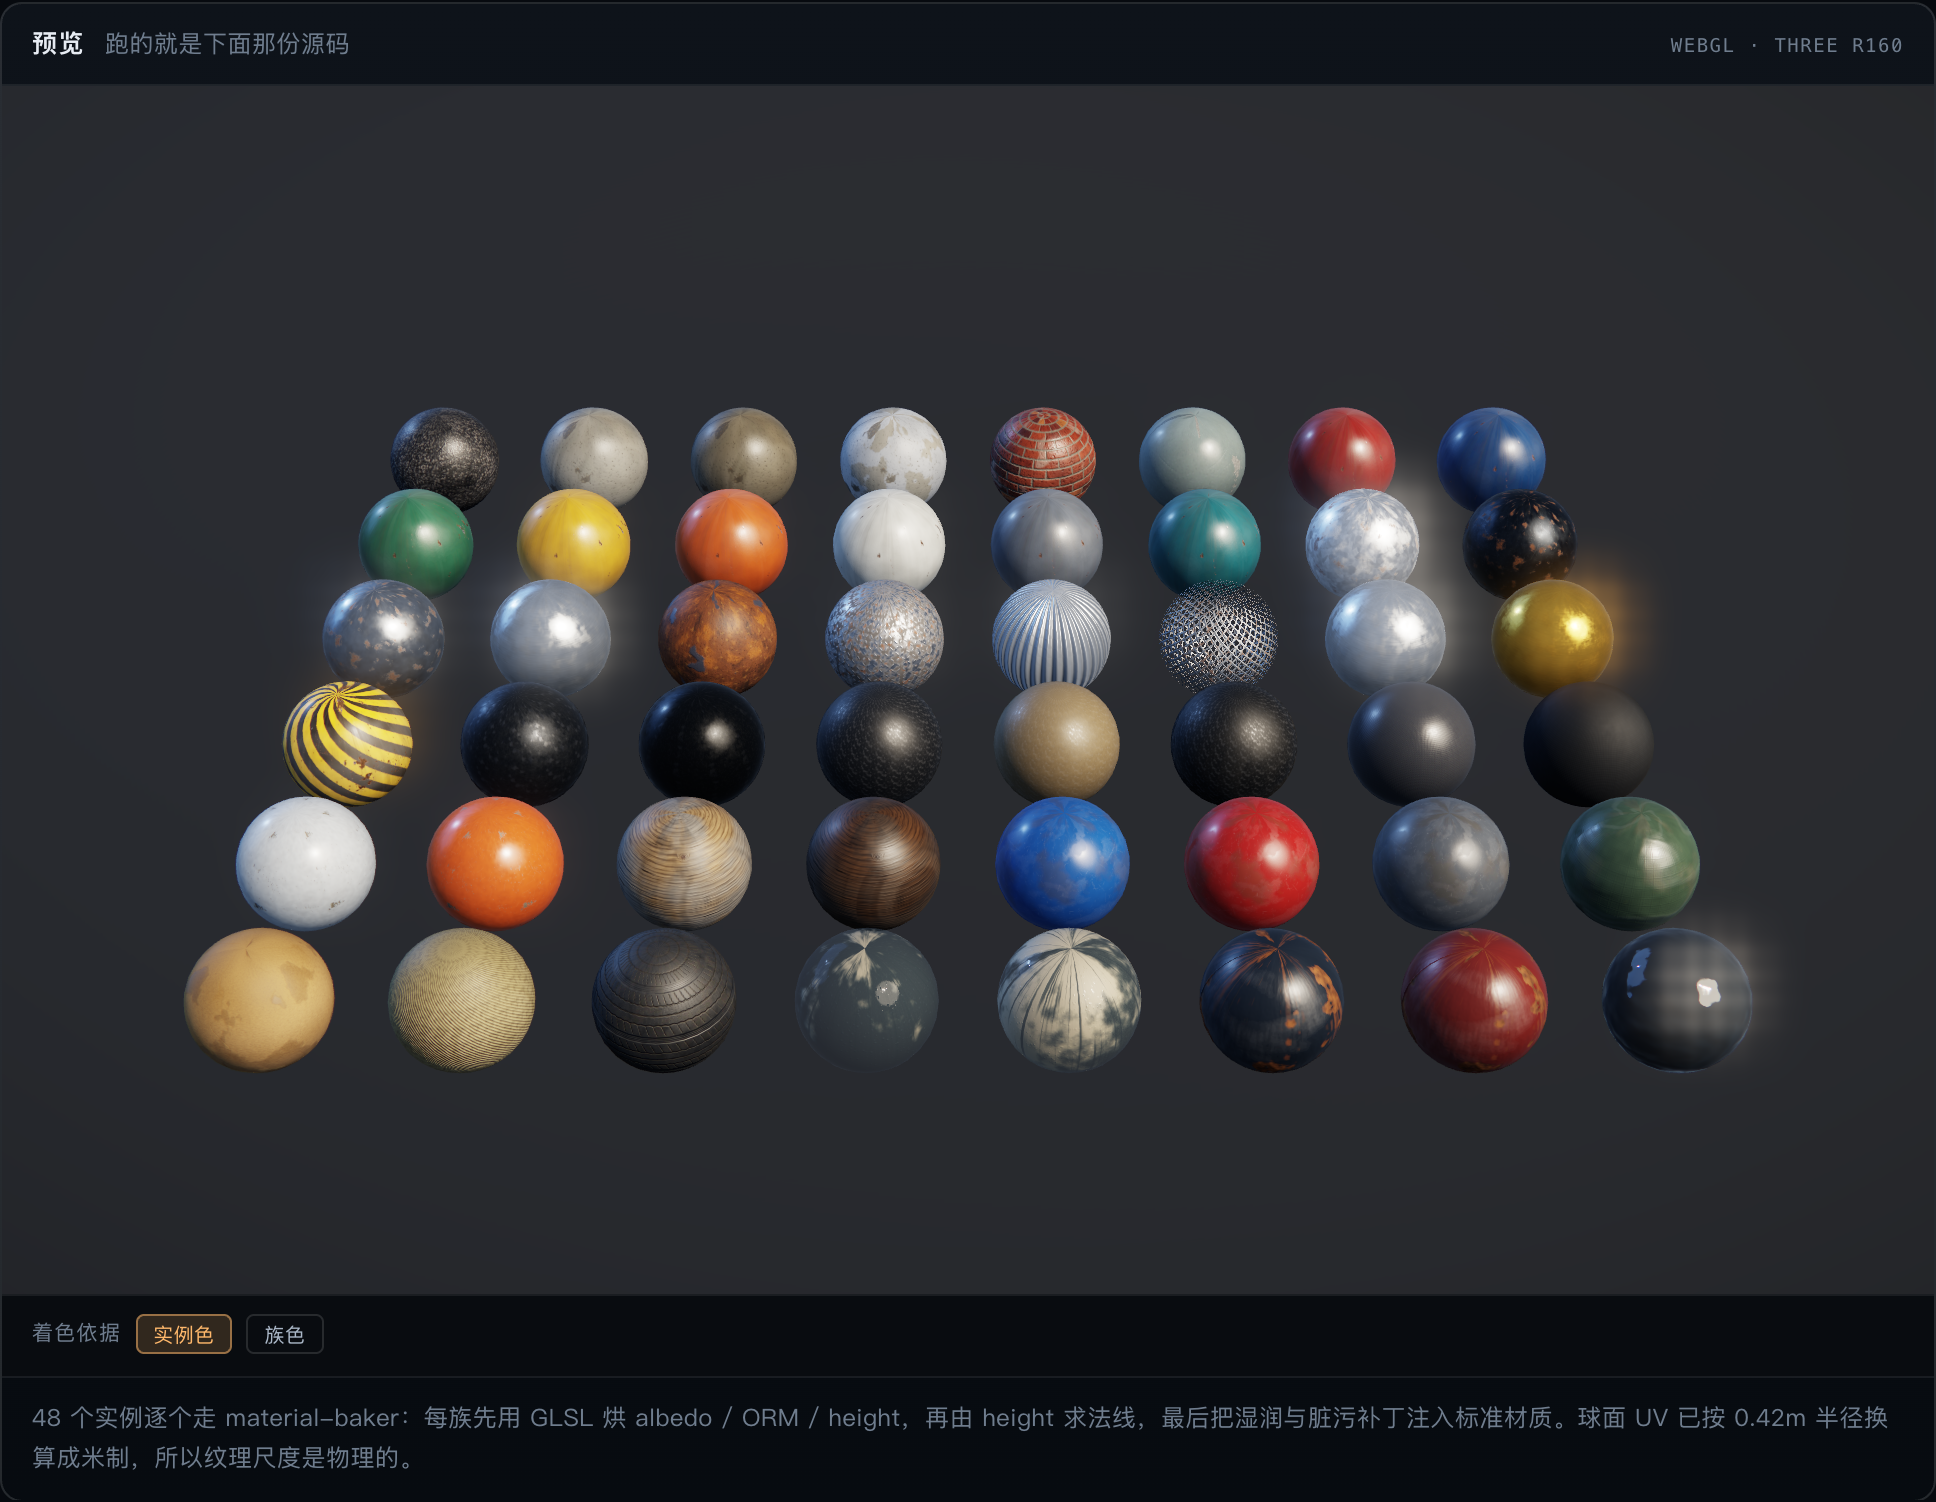 预览 跑的就是下面那份源码
WEBGL · THREE R160
着色依据 实例色 族色
48 个实例逐个走 material-baker：每族先用 GLSL 烘 albedo / ORM / height，再由 height 求法线，最后把湿润与脏污补丁注入标准材质。球面 UV 已按 0.42m 半径换
算成米制，所以纹理尺度是物理的。